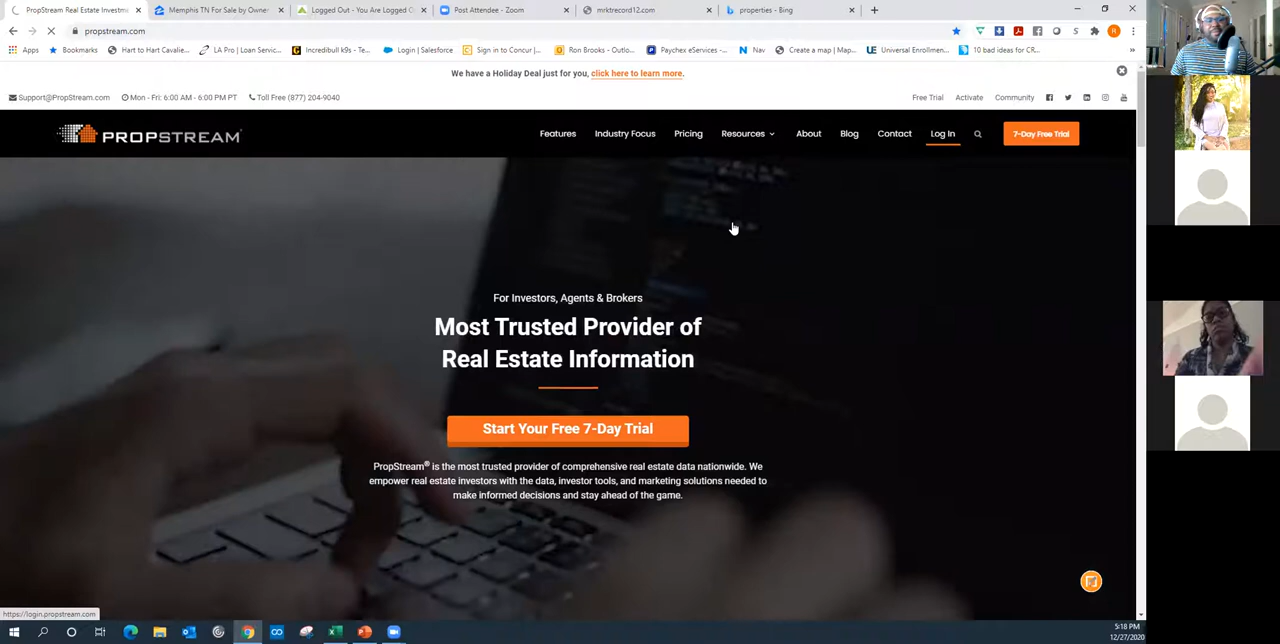 PropStream Real Estate Investme
Memphis TN For Sale by Owne
Logged Out - You Are Logged O
Post Attendee - Zoom
mrktrecord12.com
properties - Bing
propstream.com
Apps
Bookmarks
Hart to Hart Cavalie...
LA Pro | Loan Servic...
Incredibull k9s - Te...
Login | Salesforce
Sign in to Concur |...
Ron Brooks - Outlo...
Paychex eServices -...
Nav
Create a map | Map...
Universal Enrollmen...
10 bad ideas for CR...
We have a Holiday Deal just for you, click here to learn more.
Support@PropStream.com
Mon - Fri: 6:00 AM - 6:00 PM PT
Toll Free (877) 204-9040
Free Trial
Activate
Community
PROPSTREAM
Features
Industry Focus
Pricing
Resources
About
Blog
Contact
Log In
7-Day Free Trial
For Investors, Agents & Brokers
Most Trusted Provider of
Real Estate Information
Start Your Free 7-Day Trial
PropStream® is the most trusted provider of comprehensive real estate data nationwide. We
empower real estate investors with the data, investor tools, and marketing solutions needed to
make informed decisions and stay ahead of the game.
https://login.propstream.com
5:18 PM
12/27/2020